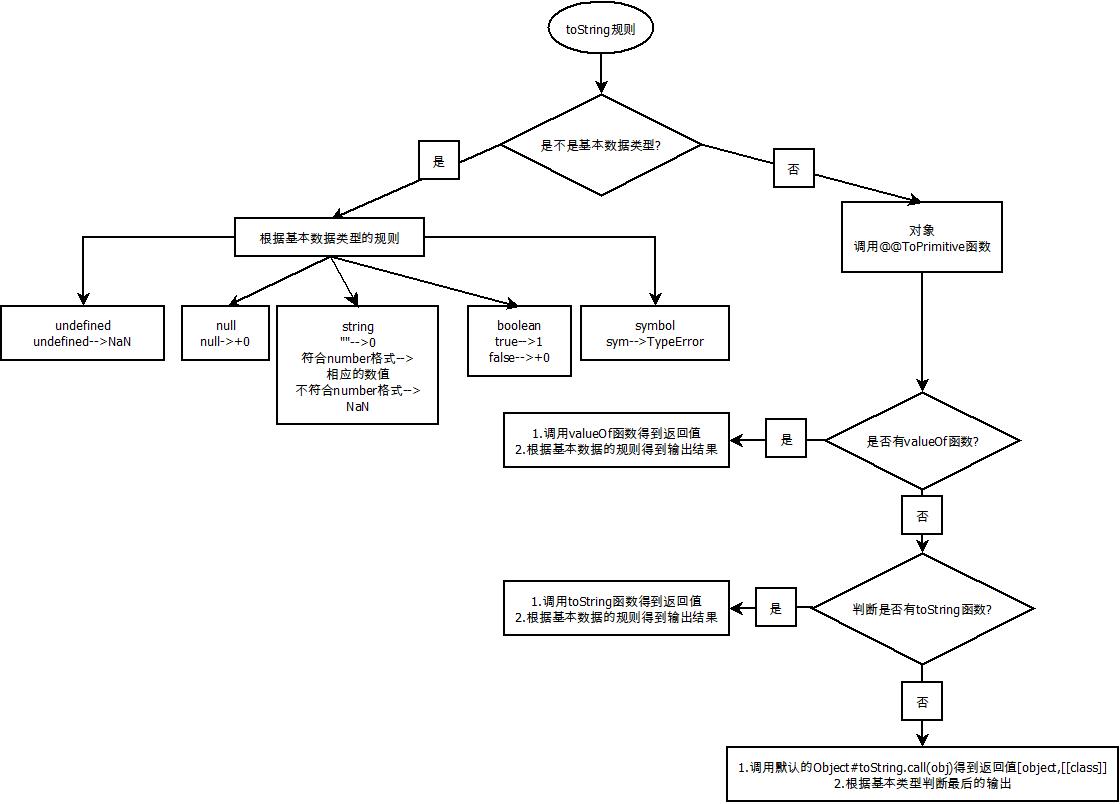 toString规则
是不是基本数据类型?
是
否
根据基本数据类型的规则
对象
调用@@ToPrimitive函数
undefined
undefined-->NaN
null
null->+0
string
""-->0
符合number格式-->
相应的数值
不符合number格式-->
NaN
boolean
true-->1
false-->+0
symbol
sym-->TypeError
是否有valueOf函数?
是
1.调用valueOf函数得到返回值
2.根据基本数据的规则得到输出结果
否
判断是否有toString函数?
是
1.调用toString函数得到返回值
2.根据基本数据的规则得到输出结果
否
1.调用默认的Object#toString.call(obj)得到返回值[object,[[class]]
2.根据基本类型判断最后的输出